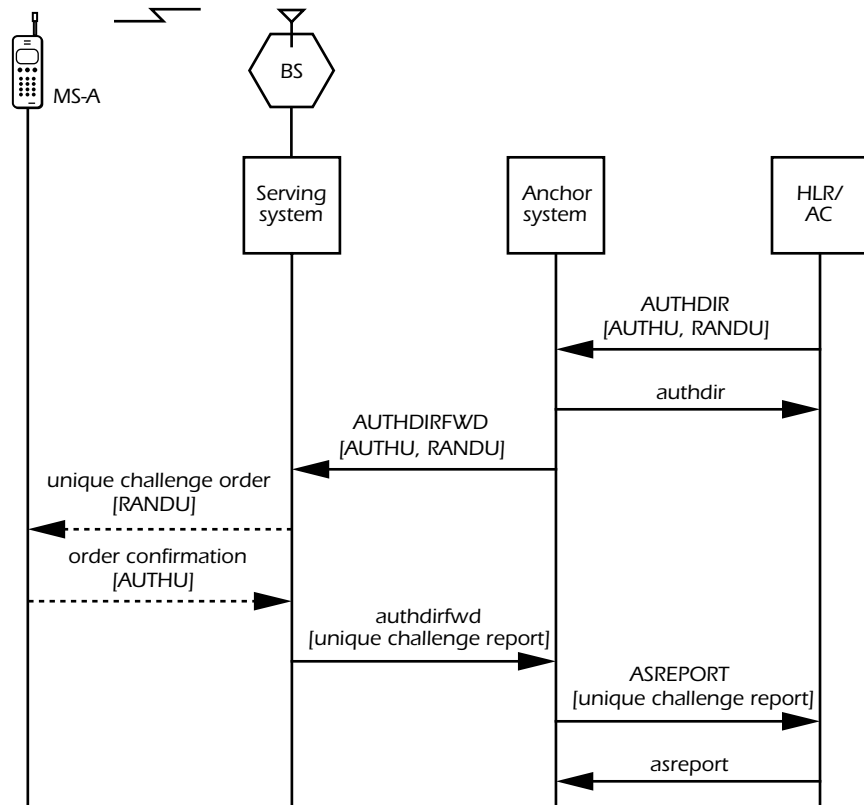 MS-A
BS
Serving
system
Anchor
system
HLR/
AC
AUTHDIR
[AUTHU, RANDU]
authdir
AUTHDIRFWD
[AUTHU, RANDU]
unique challenge order
[RANDU]
order confirmation
[AUTHU]
authdirfwd
[unique challenge report]
ASREPORT
[unique challenge report]
asreport